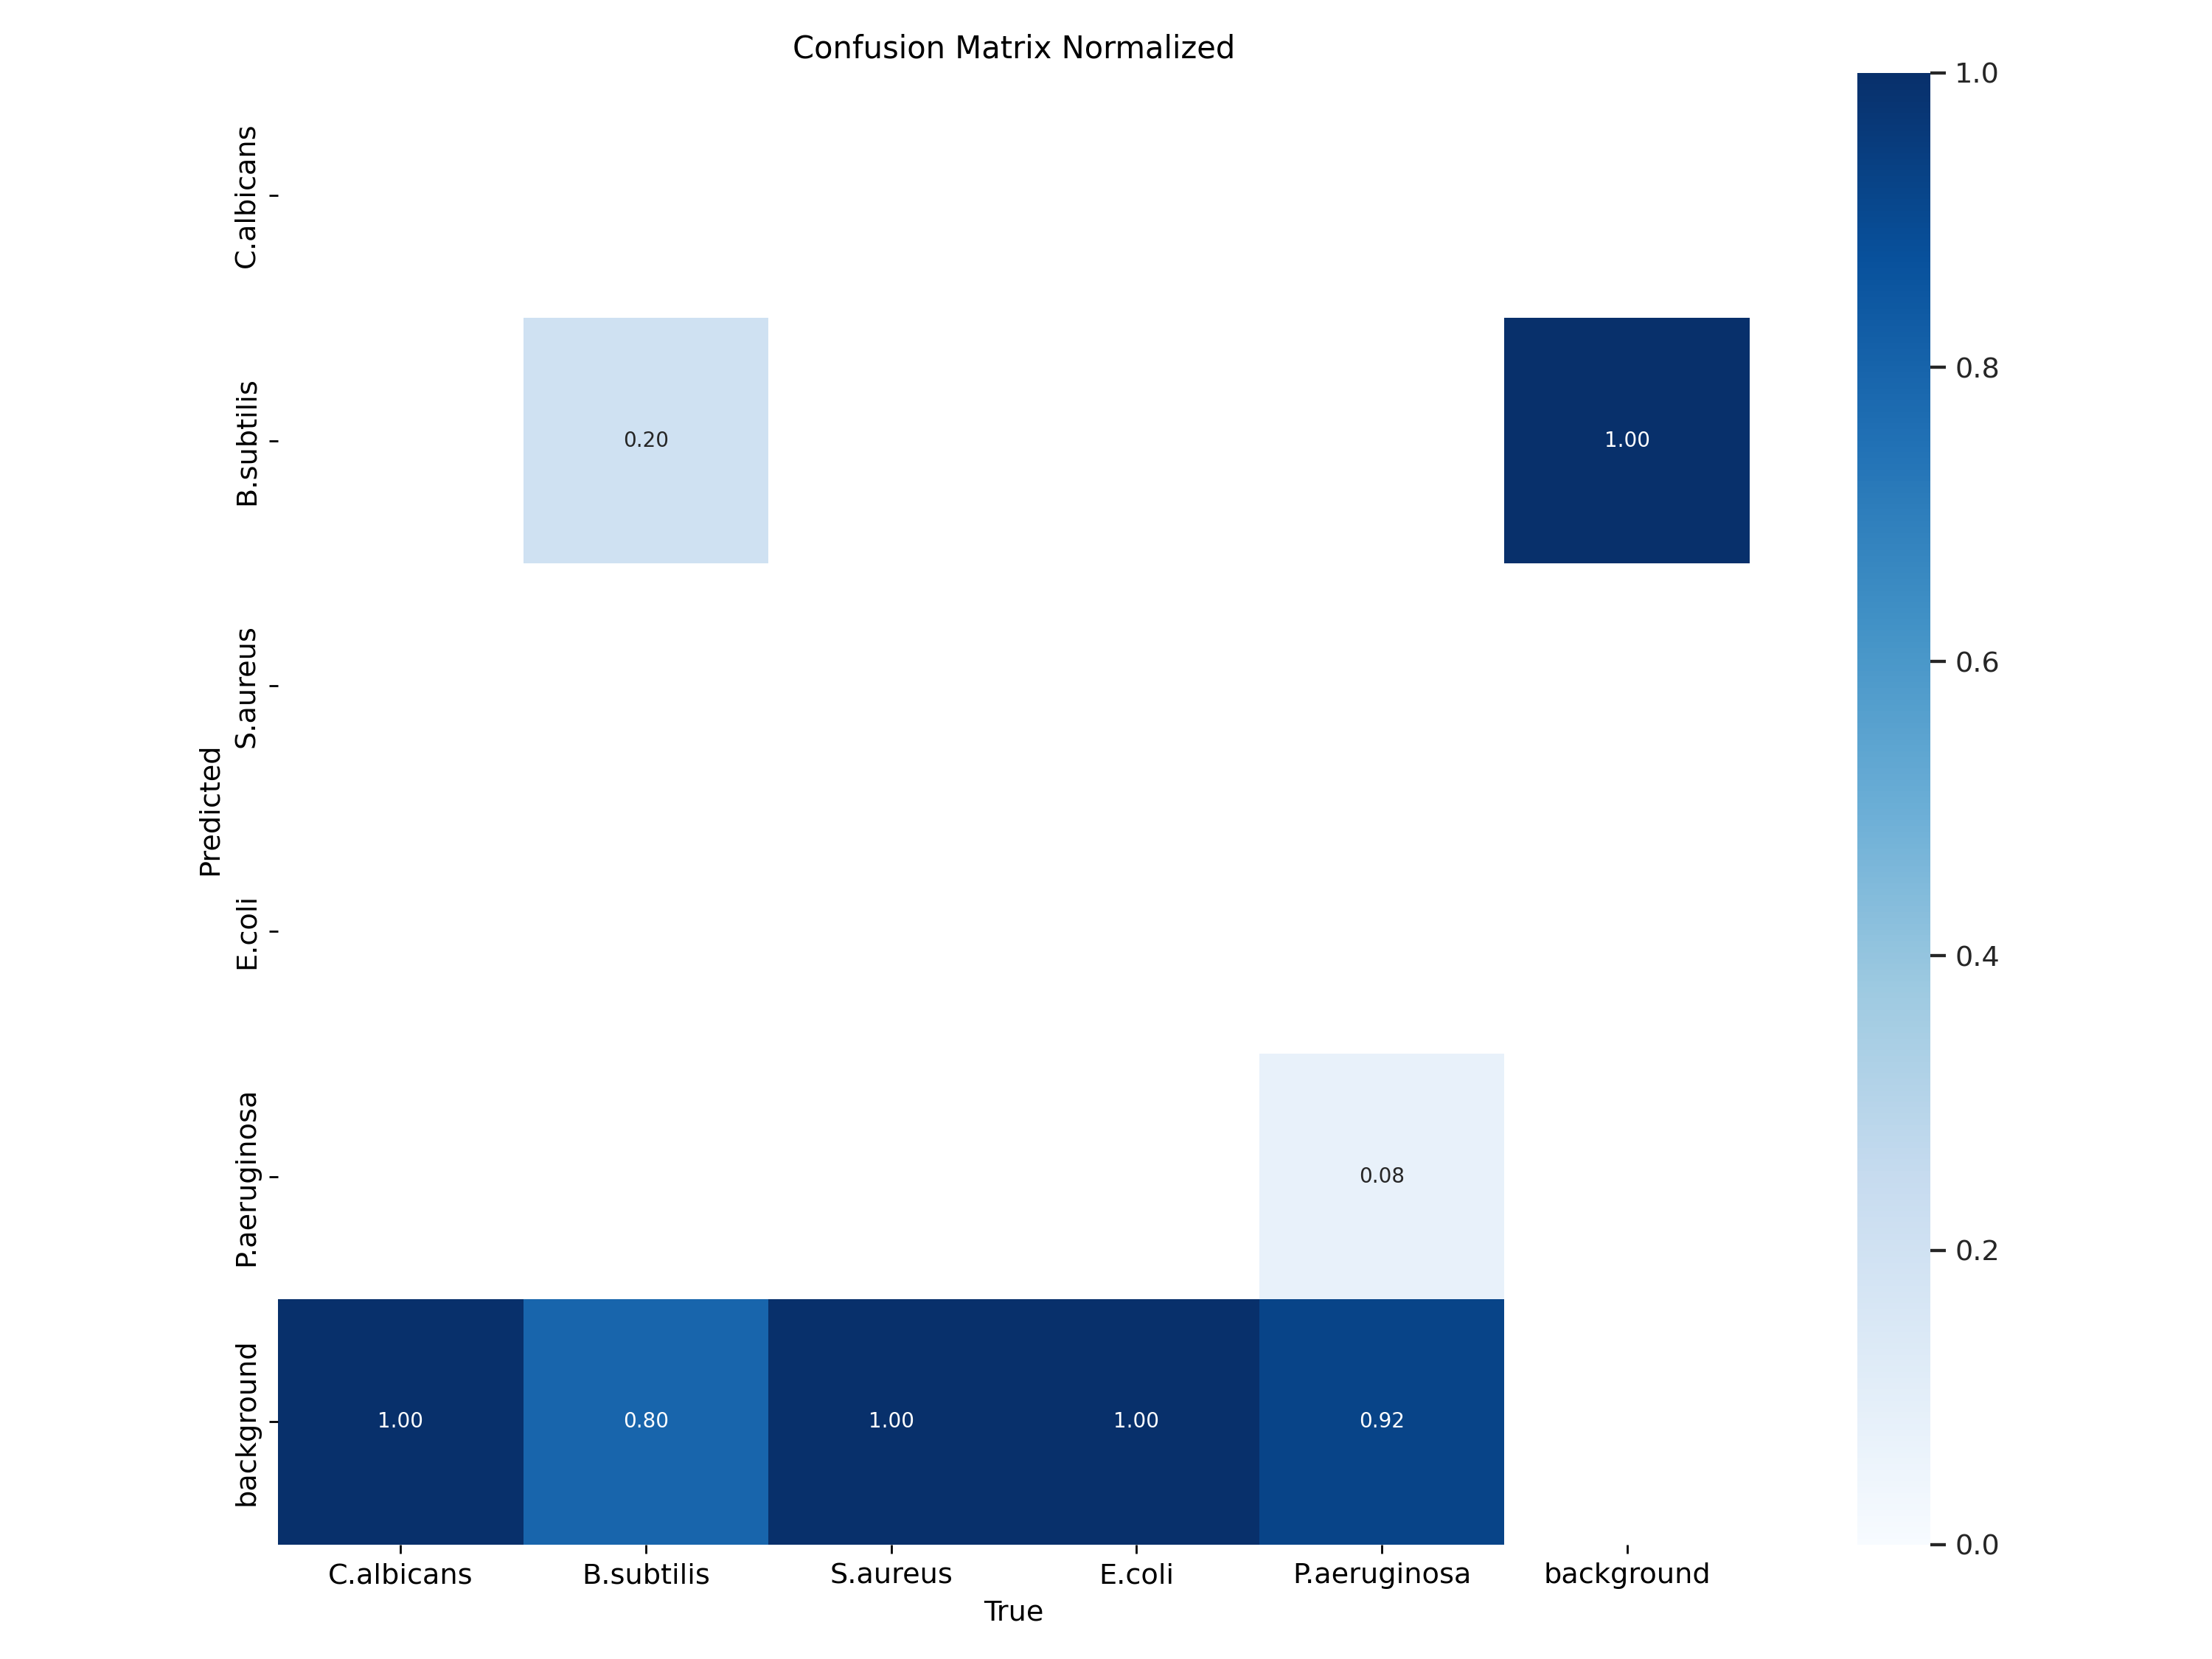 Confusion Matrix Normalized
C.albicans
B.subtilis
S.aureus
E.coli
P.aeruginosa
background
Predicted
0.20
1.00
0.08
1.00
0.80
1.00
1.00
0.92
C.albicans
B.subtilis
S.aureus
E.coli
P.aeruginosa
background
True
1.0
0.8
0.6
0.4
0.2
0.0